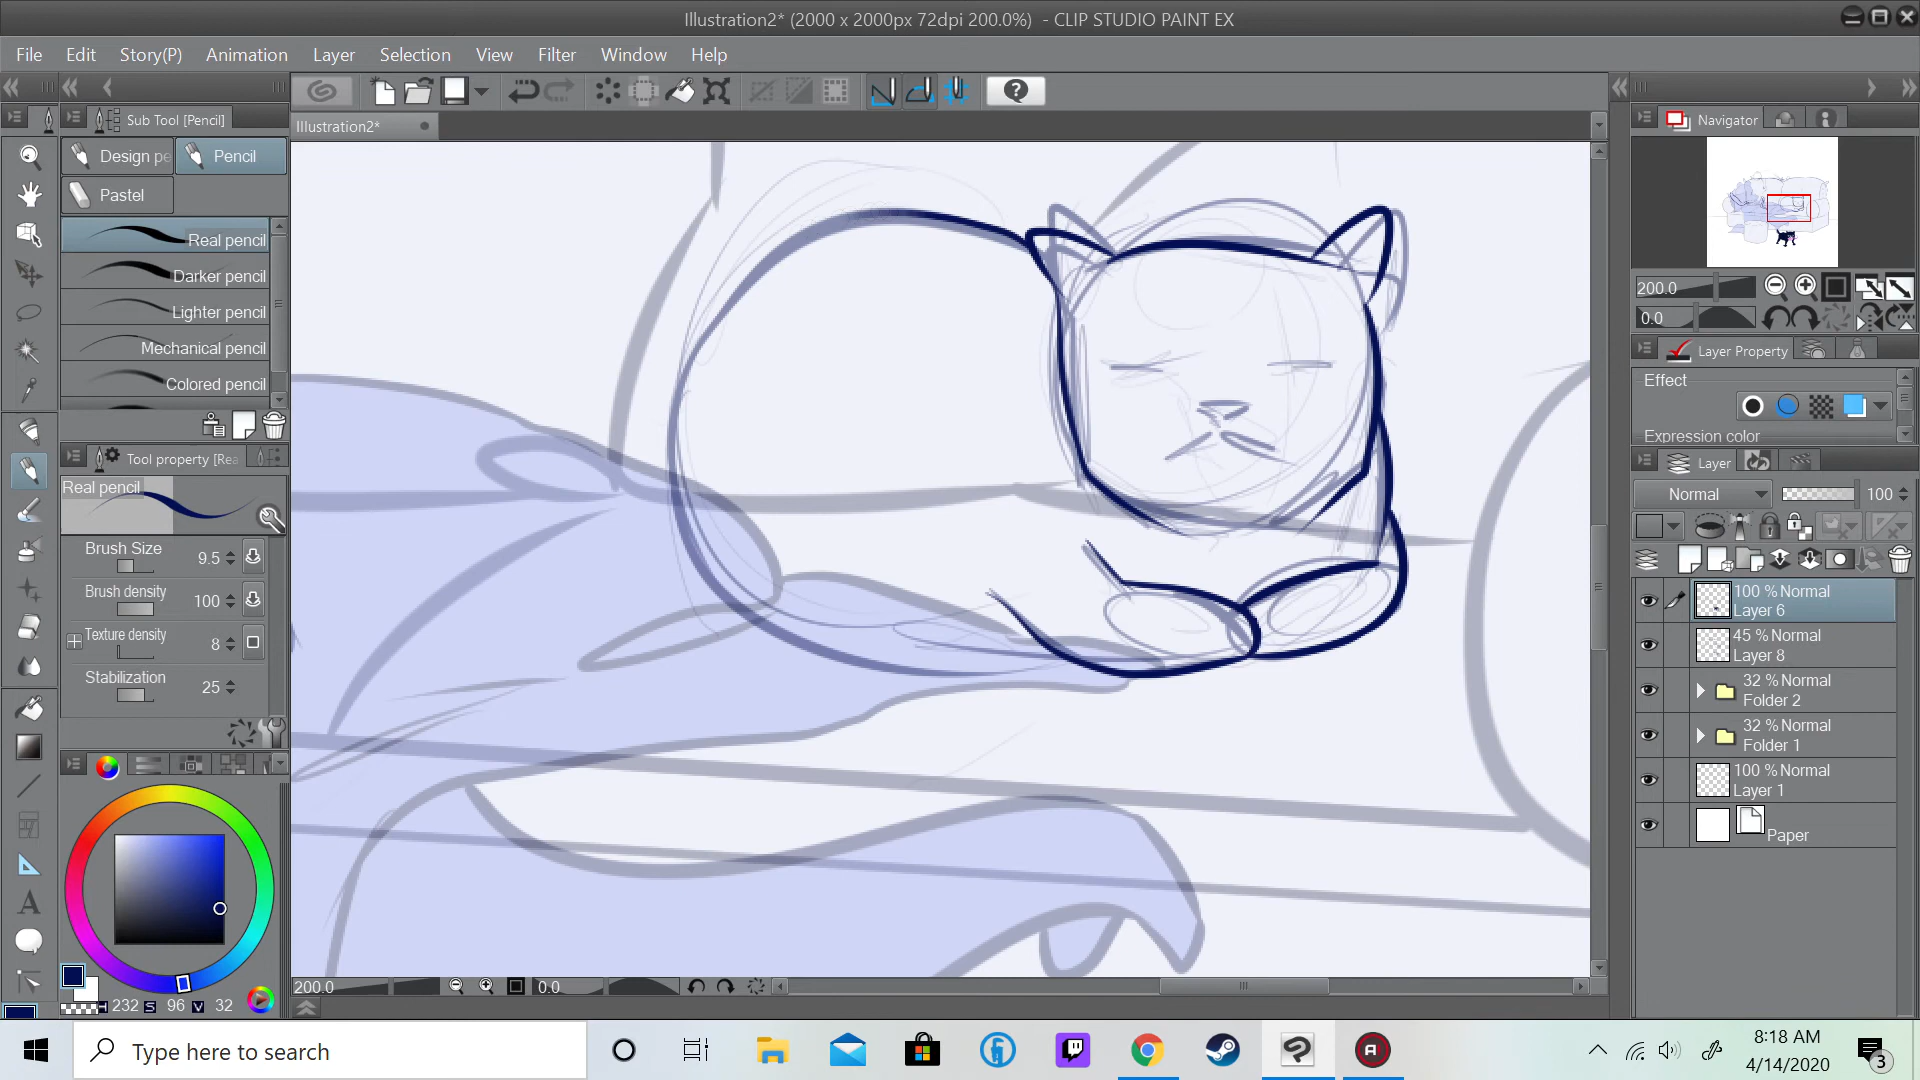 Illustration2* (2000 x 2000px 72dpi 200.0%)  - CLIP STUDIO PAINT EX
File Edit Story(P) Animation Layer Selection View Filter Window Help
Sub Tool [Pencil]
Illustration2*
Navigator
Design pe Pencil
Pastel
Real pencil
Darker pencil
Lighter pencil
Mechanical pencil
Colored pencil
200.0
0.0
Layer Property
Effect
Expression color
Tool property [Rea
Real pencil
Brush Size 9.5
Brush density 100
Texture density 8
Stabilization 25
Layer
Normal 100
100 % Normal
Layer 6
45 % Normal
Layer 8
32 % Normal
Folder 2
32 % Normal
Folder 1
100 % Normal
Layer 1
Paper
200.0 0.0
H 232 S 96 V 32
Type here to search
8:18 AM
4/14/2020
3